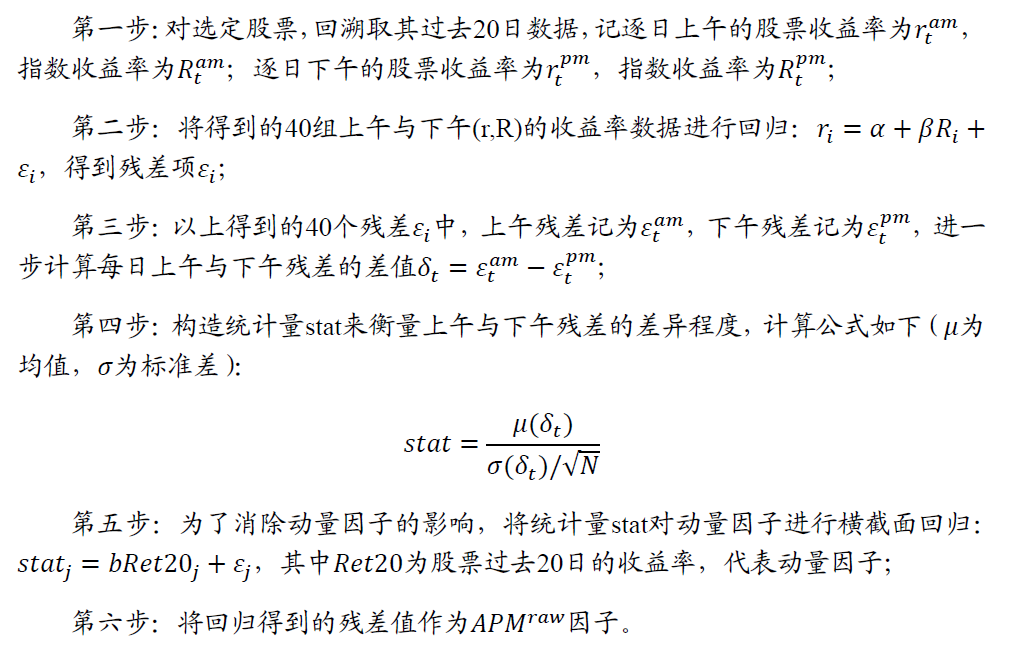 第一步:对选定股票,回溯取其过去20日数据,记逐日上午的股票收益率为$r_t^{am}$,
指数收益率为$R_t^{am}$;逐日下午的股票收益率为$r_t^{pm}$,指数收益率为$R_t^{pm}$;
第二步:将得到的40组上午与下午(r,R)的收益率数据进行回归:$r_i = \alpha + \beta R_i +$
$\varepsilon_i$,得到残差项$\varepsilon_i$;
第三步:以上得到的40个残差$\varepsilon_i$中,上午残差记为$\varepsilon_t^{am}$,下午残差记为$\varepsilon_t^{pm}$,进一
步计算每日上午与下午残差的差值$\delta_t = \varepsilon_t^{am} - \varepsilon_t^{pm}$;
第四步:构造统计量stat来衡量上午与下午残差的差异程度,计算公式如下($\mu$为
均值,$\sigma$为标准差):
$stat = \frac{\mu(\delta_t)}{\sigma(\delta_t)/\sqrt{N}}$
第五步:为了消除动量因子的影响,将统计量stat对动量因子进行横截面回归:
$stat_j = bRet20_j + \varepsilon_j$,其中$Ret20$为股票过去20日的收益率,代表动量因子;
第六步:将回归得到的残差值作为$APM^{raw}$因子。